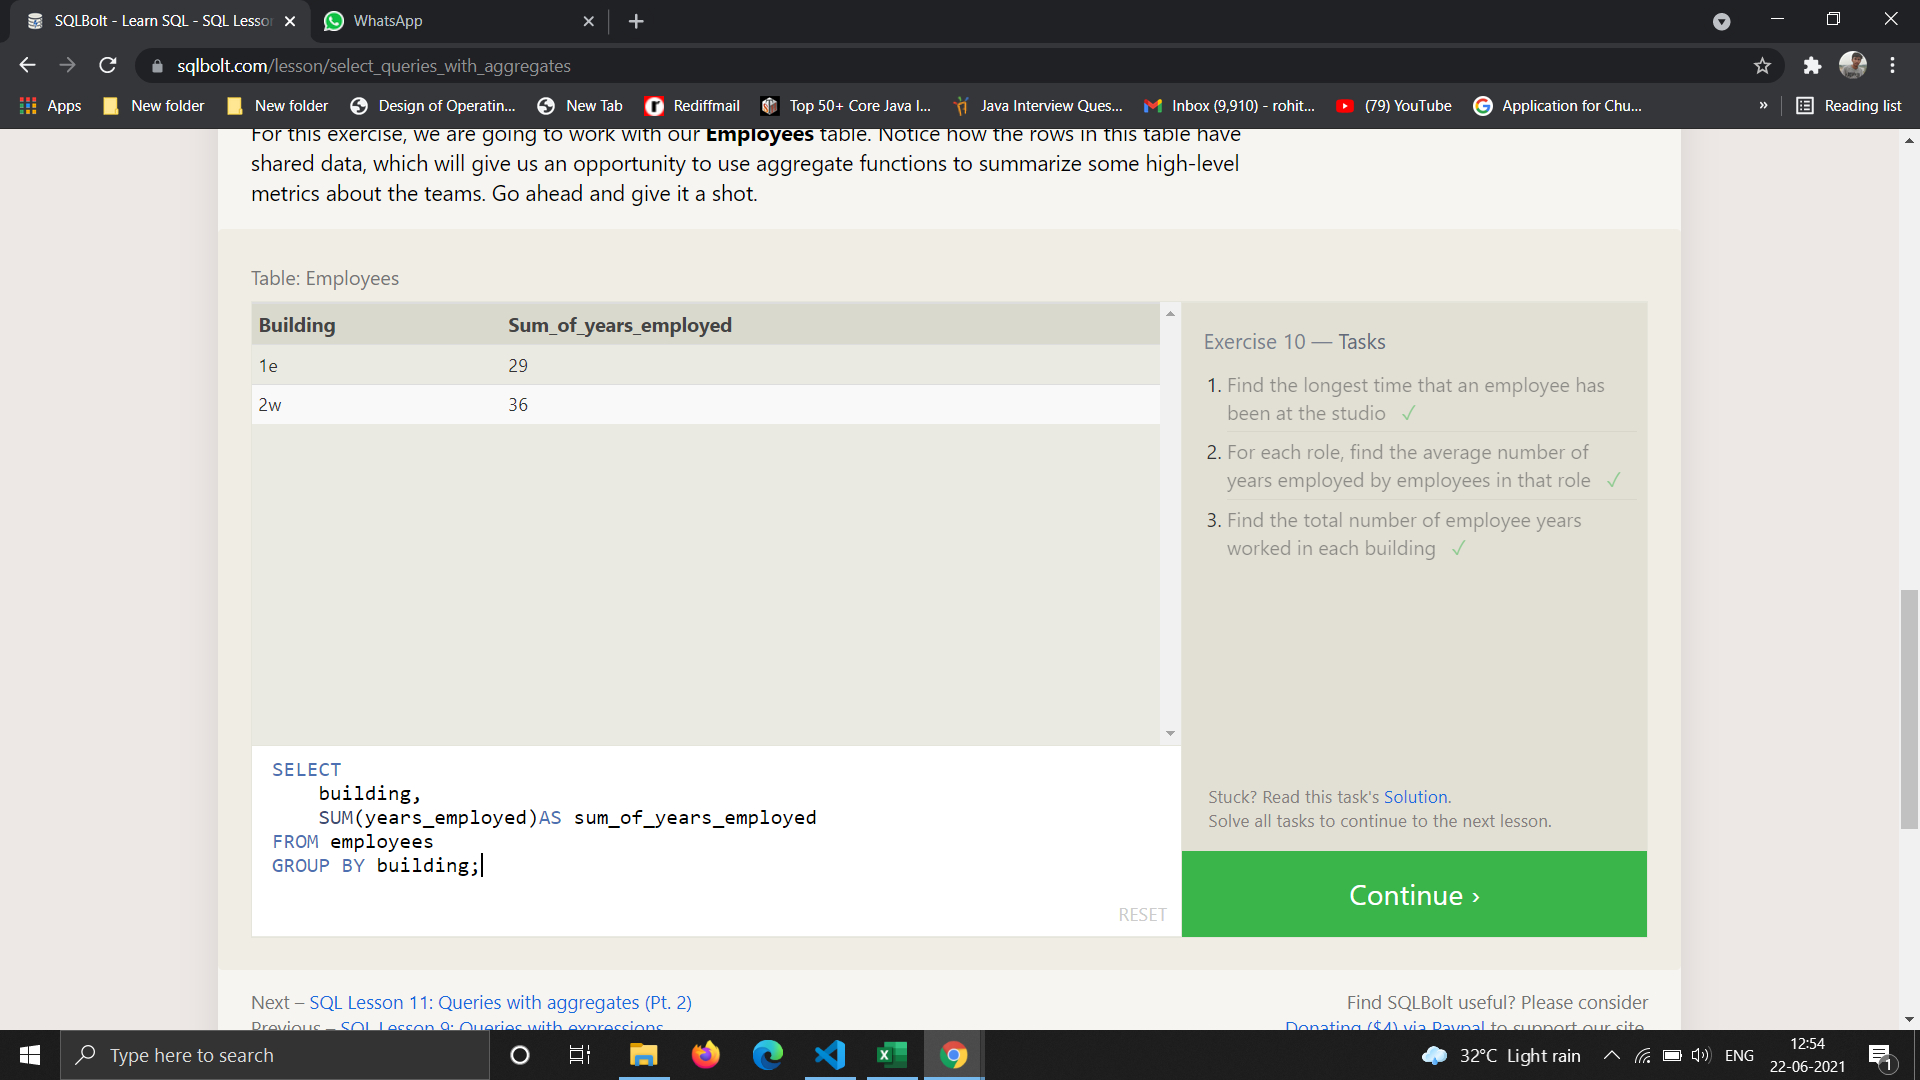 SQLBolt - Learn SQL - SQL Lesso
WhatsApp
sqlbolt.com/lesson/select_queries_with_aggregates
Apps
New folder
New folder
Design of Operatin...
New Tab
Rediffmail
Top 50+ Core Java I...
Java Interview Ques...
Inbox (9,910) - rohit...
(79) YouTube
Application for Chu...
»
Reading list
For this exercise, we are going to work with our Employees table. Notice how the rows in this table have
shared data, which will give us an opportunity to use aggregate functions to summarize some high-level
metrics about the teams. Go ahead and give it a shot.
Table: Employees
Building Sum_of_years_employed
1e 29
2w 36
Exercise 10 — Tasks
1. Find the longest time that an employee has
been at the studio ✓
2. For each role, find the average number of
years employed by employees in that role ✓
3. Find the total number of employee years
worked in each building ✓
SELECT
building,
SUM(years_employed)AS sum_of_years_employed
FROM employees
GROUP BY building;
RESET
Stuck? Read this task's Solution.
Solve all tasks to continue to the next lesson.
Continue ›
Next – SQL Lesson 11: Queries with aggregates (Pt. 2)
Previous – SQL Lesson 9: Queries with expressions
Find SQLBolt useful? Please consider
Donating ($4) via Paypal to support our site.
Type here to search
32°C Light rain
ENG
12:54
22-06-2021
1